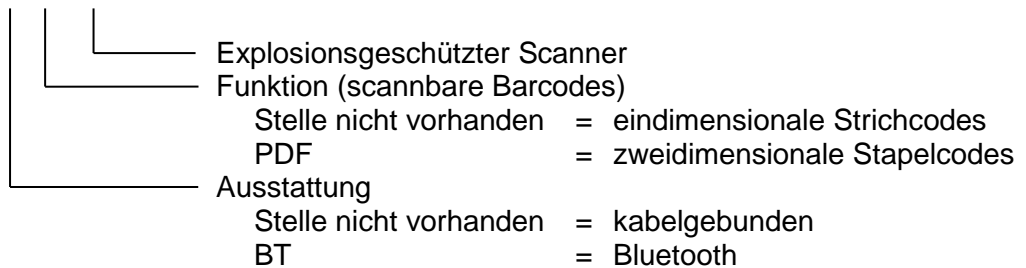 Explosionsgeschützter Scanner
Funktion (scannbare Barcodes)
Stelle nicht vorhanden = eindimensionale Strichcodes
PDF = zweidimensionale Stapelcodes
Ausstattung
Stelle nicht vorhanden = kabelgebunden
BT = Bluetooth